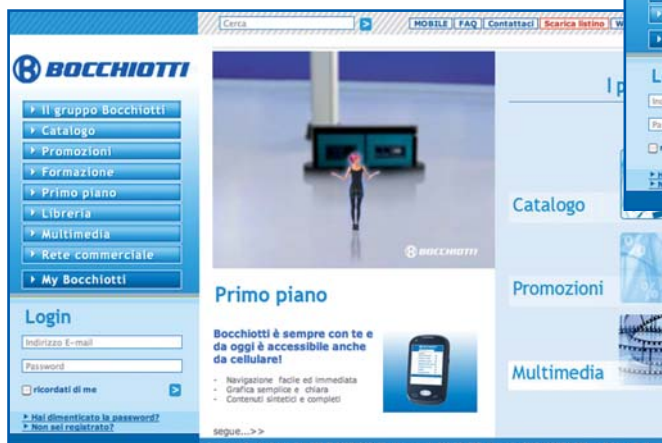 Cerca
MOBILE FAQ Contattaci Scarica listino
BOCCHIOTTI
Il gruppo Bocchiotti
Catalogo
Promozioni
Formazione
Primo piano
Libreria
Multimedia
Rete commerciale
My Bocchiotti
Login
Indirizzo E-mail
Password
ricordati di me
Hai dimenticato la password?
Non sei registrato?
BOCCHIOTTI
Primo piano
Bocchiotti è sempre con te e
da oggi è accessibile anche
da cellulare!
- Navigazione facile ed immediata
- Grafica semplice e chiara
- Contenuti sintetici e completi
segue...>>
I p
Catalogo
Promozioni
Multimedia